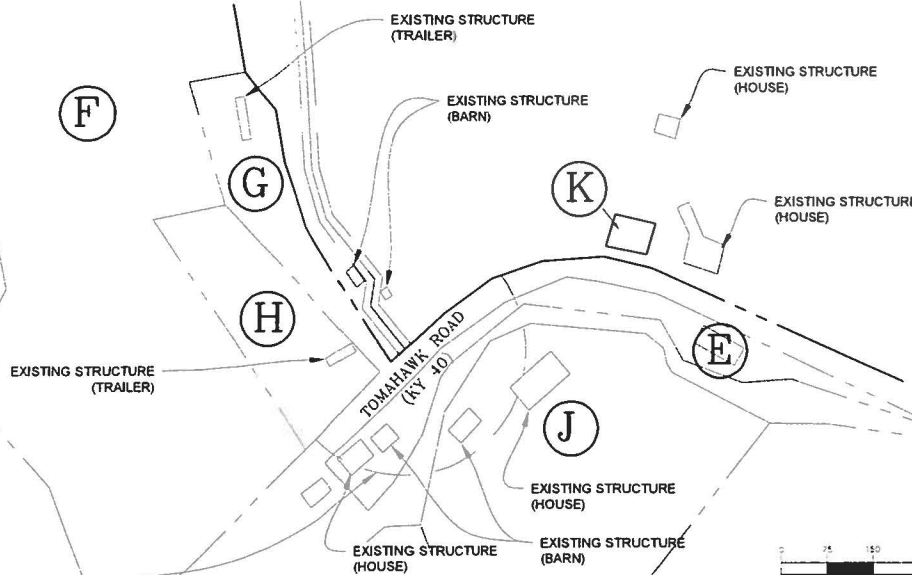 EXISTING STRUCTURE
(TRAILER)
EXISTING STRUCTURE
(HOUSE)
F
EXISTING STRUCTURE
(BARN)
G
K
EXISTING STRUCTURE
(HOUSE)
H
TOMAHAWK ROAD
(KY 40)
E
EXISTING STRUCTURE
(TRAILER)
J
EXISTING STRUCTURE
(HOUSE)
EXISTING STRUCTURE
(HOUSE)
EXISTING STRUCTURE
(BARN)
0 75 150